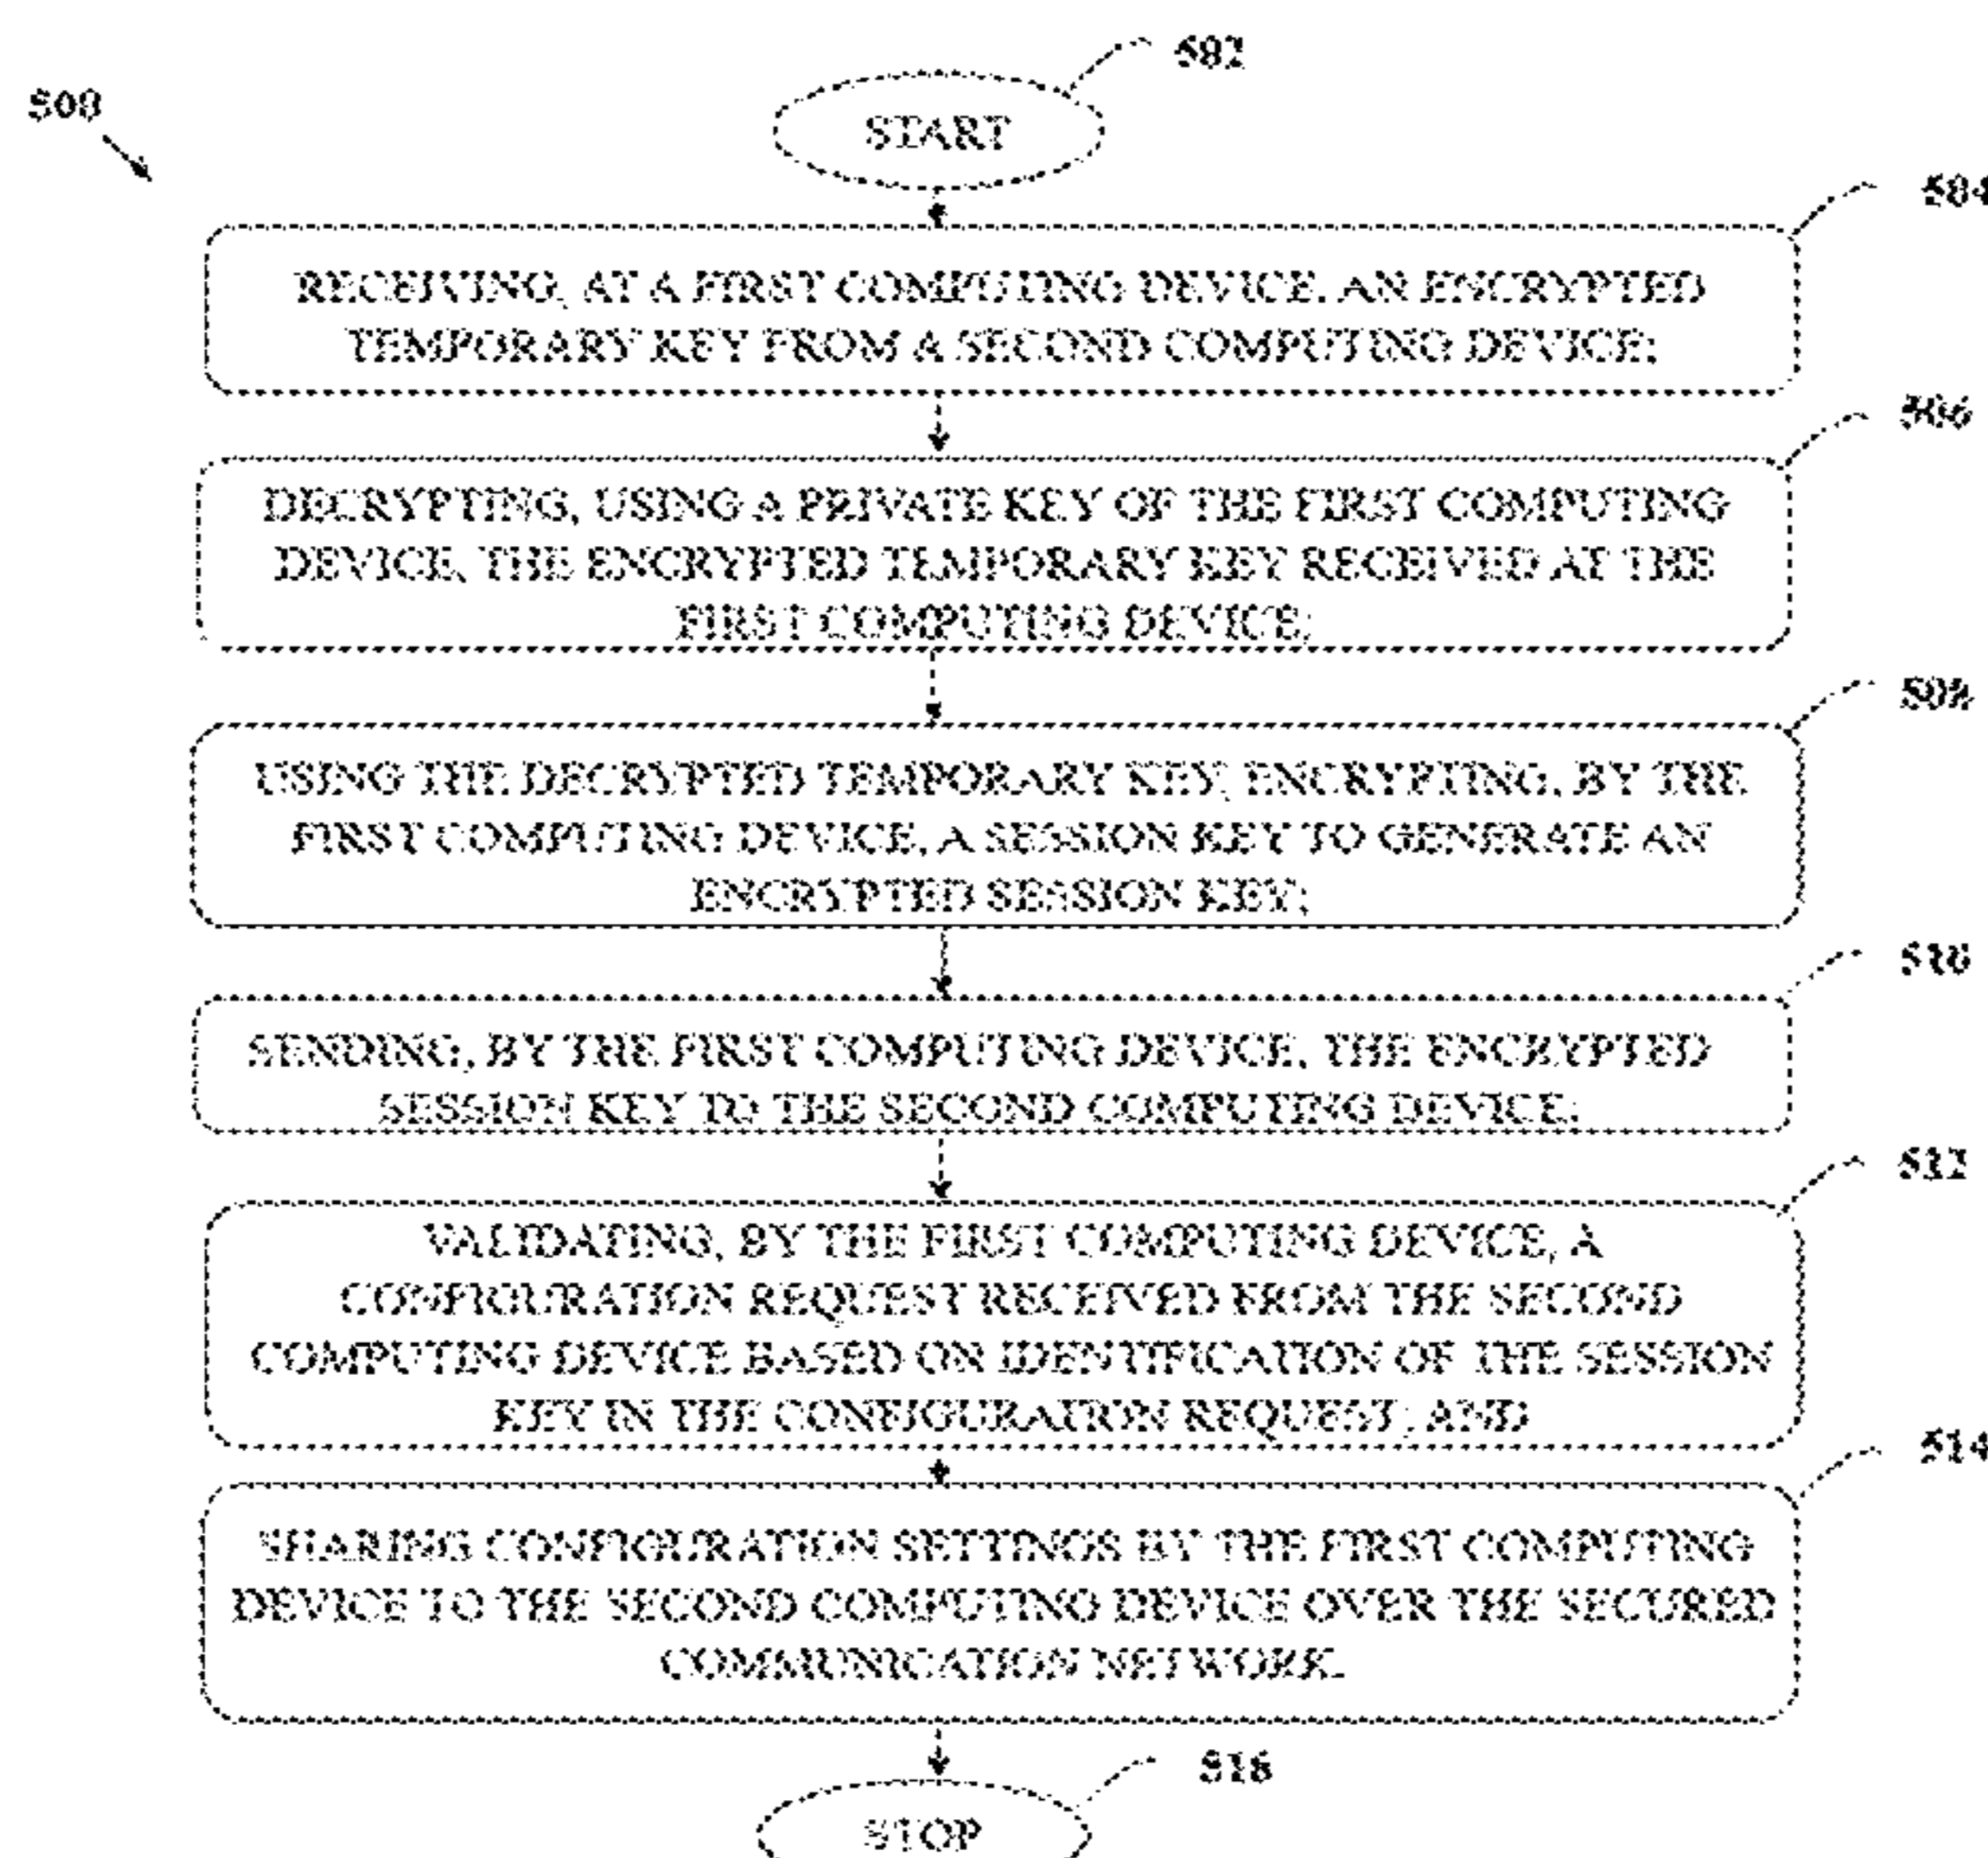 500
502
START
504
RECEIVING, AT A FIRST COMPUTING DEVICE, AN ENCRYPTED
TEMPORARY KEY FROM A SECOND COMPUTING DEVICE;
506
DECRYPTING, USING A PRIVATE KEY OF THE FIRST COMPUTING
DEVICE, THE ENCRYPTED TEMPORARY KEY RECEIVED AT THE
FIRST COMPUTING DEVICE;
508
USING THE DECRYPTED TEMPORARY KEY, ENCRYPTING, BY THE
FIRST COMPUTING DEVICE, A SESSION KEY TO GENERATE AN
ENCRYPTED SESSION KEY;
510
SENDING, BY THE FIRST COMPUTING DEVICE, THE ENCRYPTED
SESSION KEY TO THE SECOND COMPUTING DEVICE;
512
VALIDATING, BY THE FIRST COMPUTING DEVICE, A
CONFIGURATION REQUEST RECEIVED FROM THE SECOND
COMPUTING DEVICE BASED ON IDENTIFICATION OF THE SESSION
KEY IN THE CONFIGURATION REQUEST; AND
514
SHARING CONFIGURATION SETTINGS BY THE FIRST COMPUTING
DEVICE TO THE SECOND COMPUTING DEVICE OVER THE SECURED
COMMUNICATION NETWORK.
516
STOP